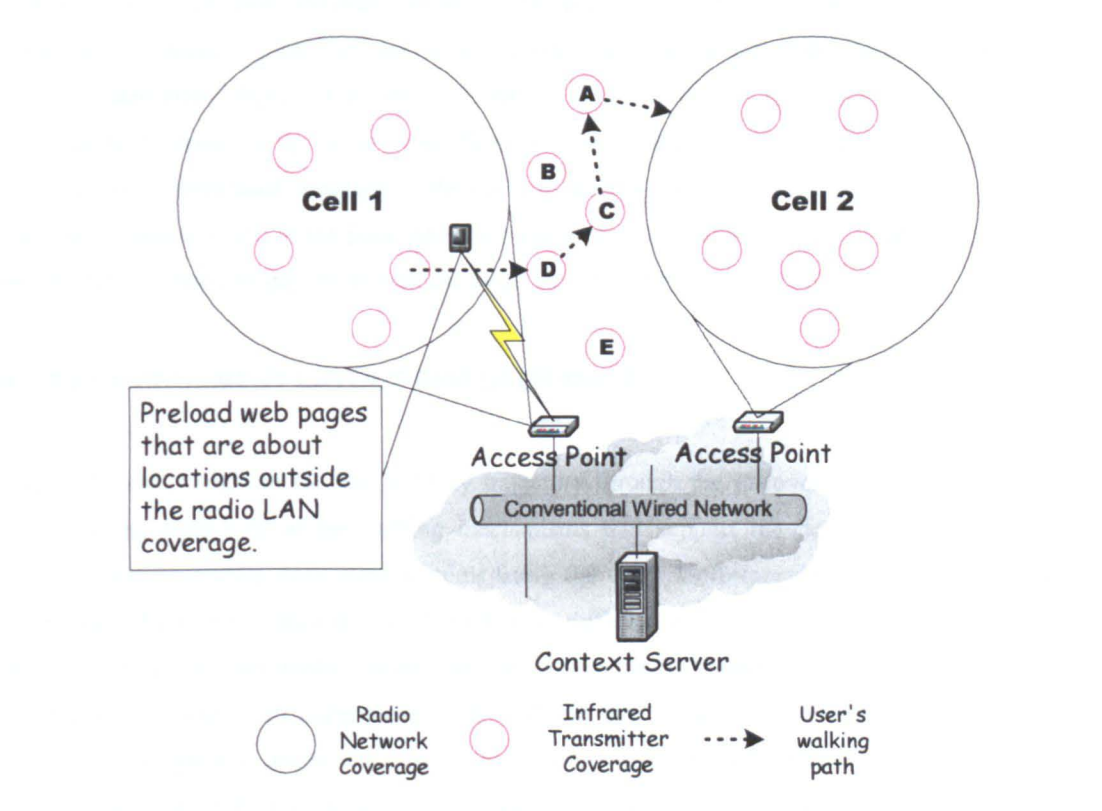 A
B
Cell 1
Cell 2
C
D
E
Preload web pages
that are about
locations outside
the radio LAN
coverage.
Access Point
Access Point
Conventional Wired Network
Context Server
Radio
Network
Coverage
Infrared
Transmitter
Coverage
User's
walking
path